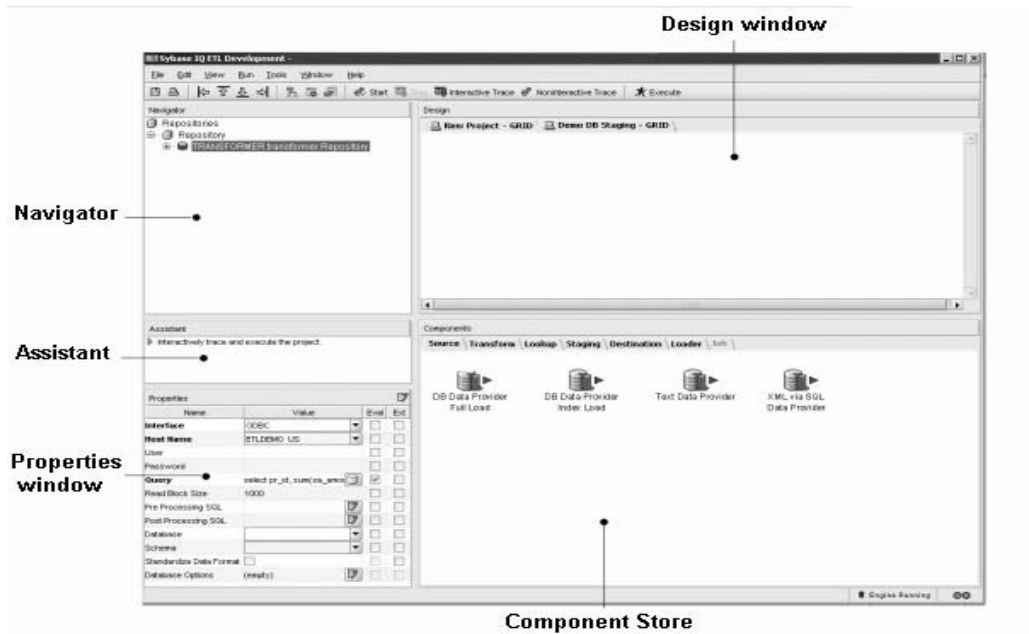 Design window
Sybase IQ ETL Development -
File Edit View Run Tools Window Help
Start Interactive Trace Noninteractive Trace Execute
Navigator
Repositories
Repository
TRANSFORMER.transformer.Repository
Design
New Project - GRID Demo DB Staging - GRID
Navigator
Assistant
Interactively trace and execute the project.
Assistant
Components
Source Transform Lookup Staging Destination Loader Job
DB Data Provider
Full Load
DB Data Provider
Index Load
Text Data Provider
XML via SQL
Data Provider
Properties
Name Value Eval Ext
Interface ODBC
Host Name ETLDEMO_US
User
Password
Query select pr_id, sum(sa_amou
Read Block Size 1000
Pre Processing SQL
Post Processing SQL
Database
Schema
Standardize Data Format
Database Options (empty)
Properties
window
Engine Running
Component Store